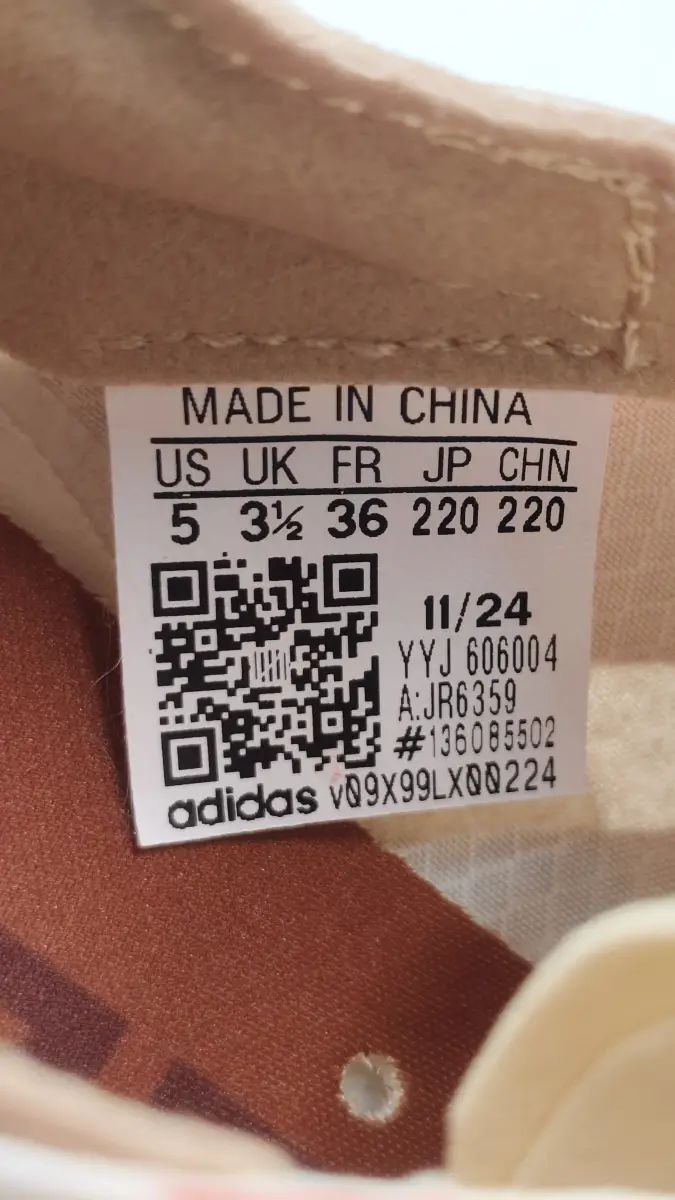 MADE IN CHINA
US UK FR JP CHN
5 3½ 36 220 220
11/24
YYJ 606004
A:JR6359
#136085502
adidas v09X99LX00224